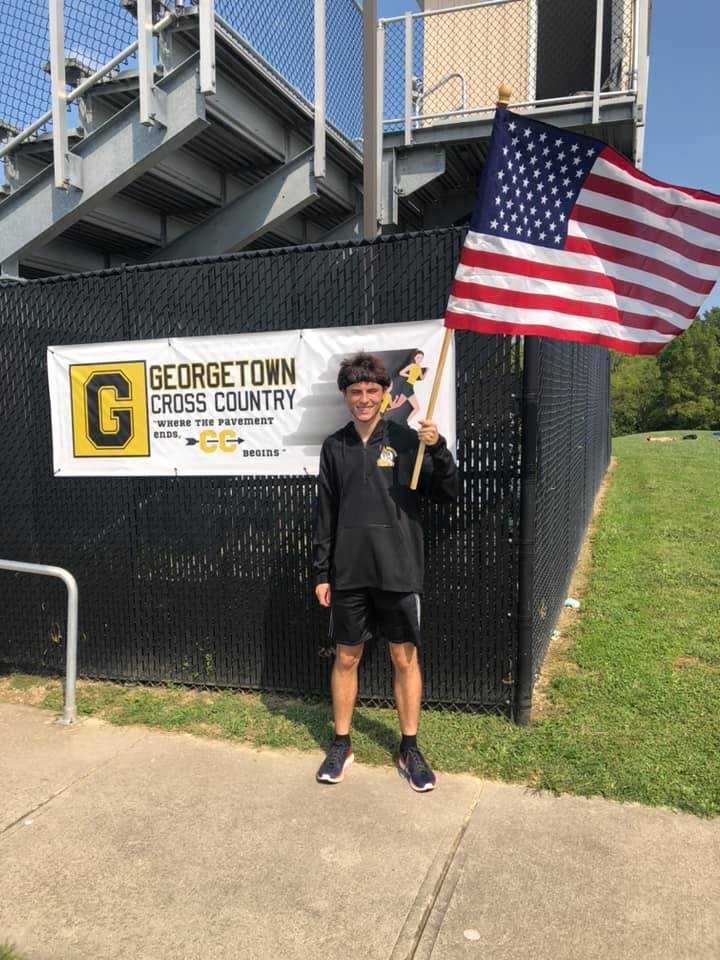 G
GEORGETOWN
CROSS COUNTRY
"WHERE THE PAVEMENT
ENDS, CC
BEGINS"